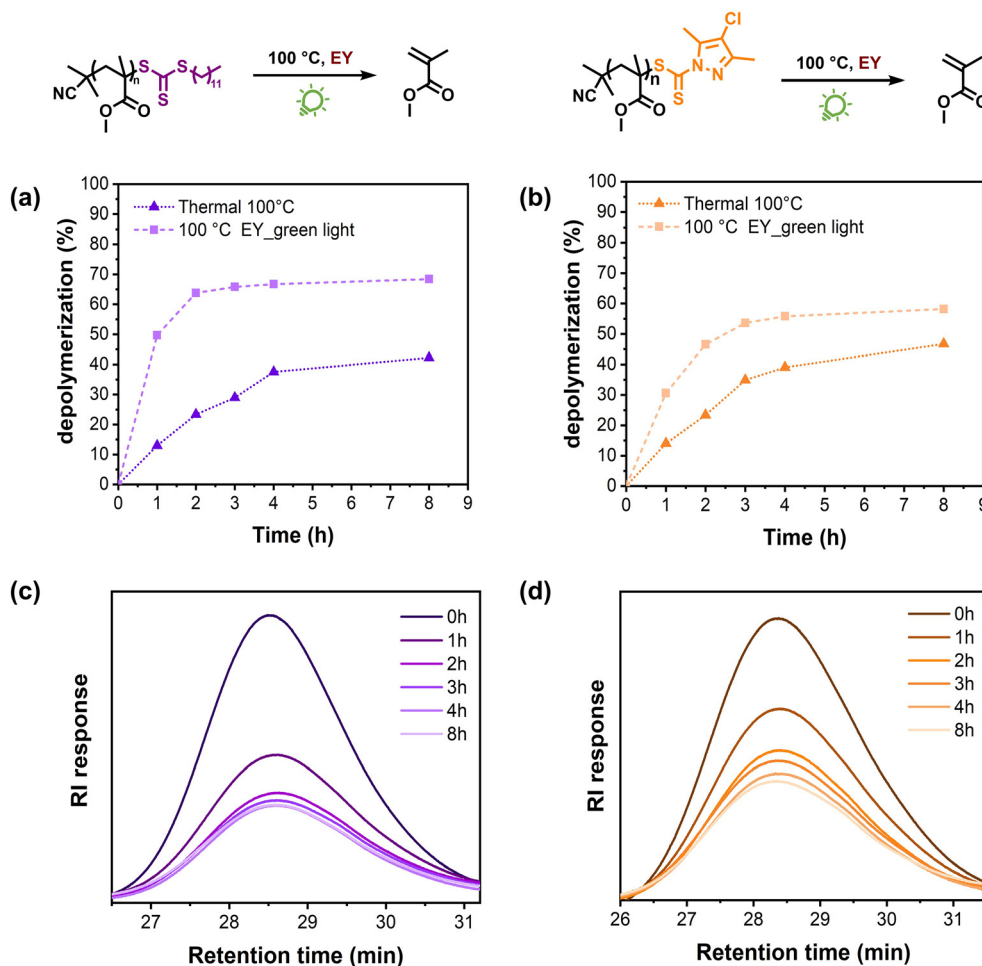 100 °C, EY
NC
O
O
n
S
S
S
11
O
O
100 °C, EY
NC
O
O
n
S
S
N
N
Cl
O
O
(a)
depolymerization (%)
100
90
80
70
60
50
40
30
20
10
0
Thermal 100°C
100 °C EY_green light
0 1 2 3 4 5 6 7 8 9
Time (h)
(b)
depolymerization (%)
100
90
80
70
60
50
40
30
20
10
0
Thermal 100°C
100 °C EY_green light
0 1 2 3 4 5 6 7 8 9
Time (h)
(c)
RI response
0h
1h
2h
3h
4h
8h
27 28 29 30 31
Retention time (min)
(d)
RI response
0h
1h
2h
3h
4h
8h
26 27 28 29 30 31
Retention time (min)